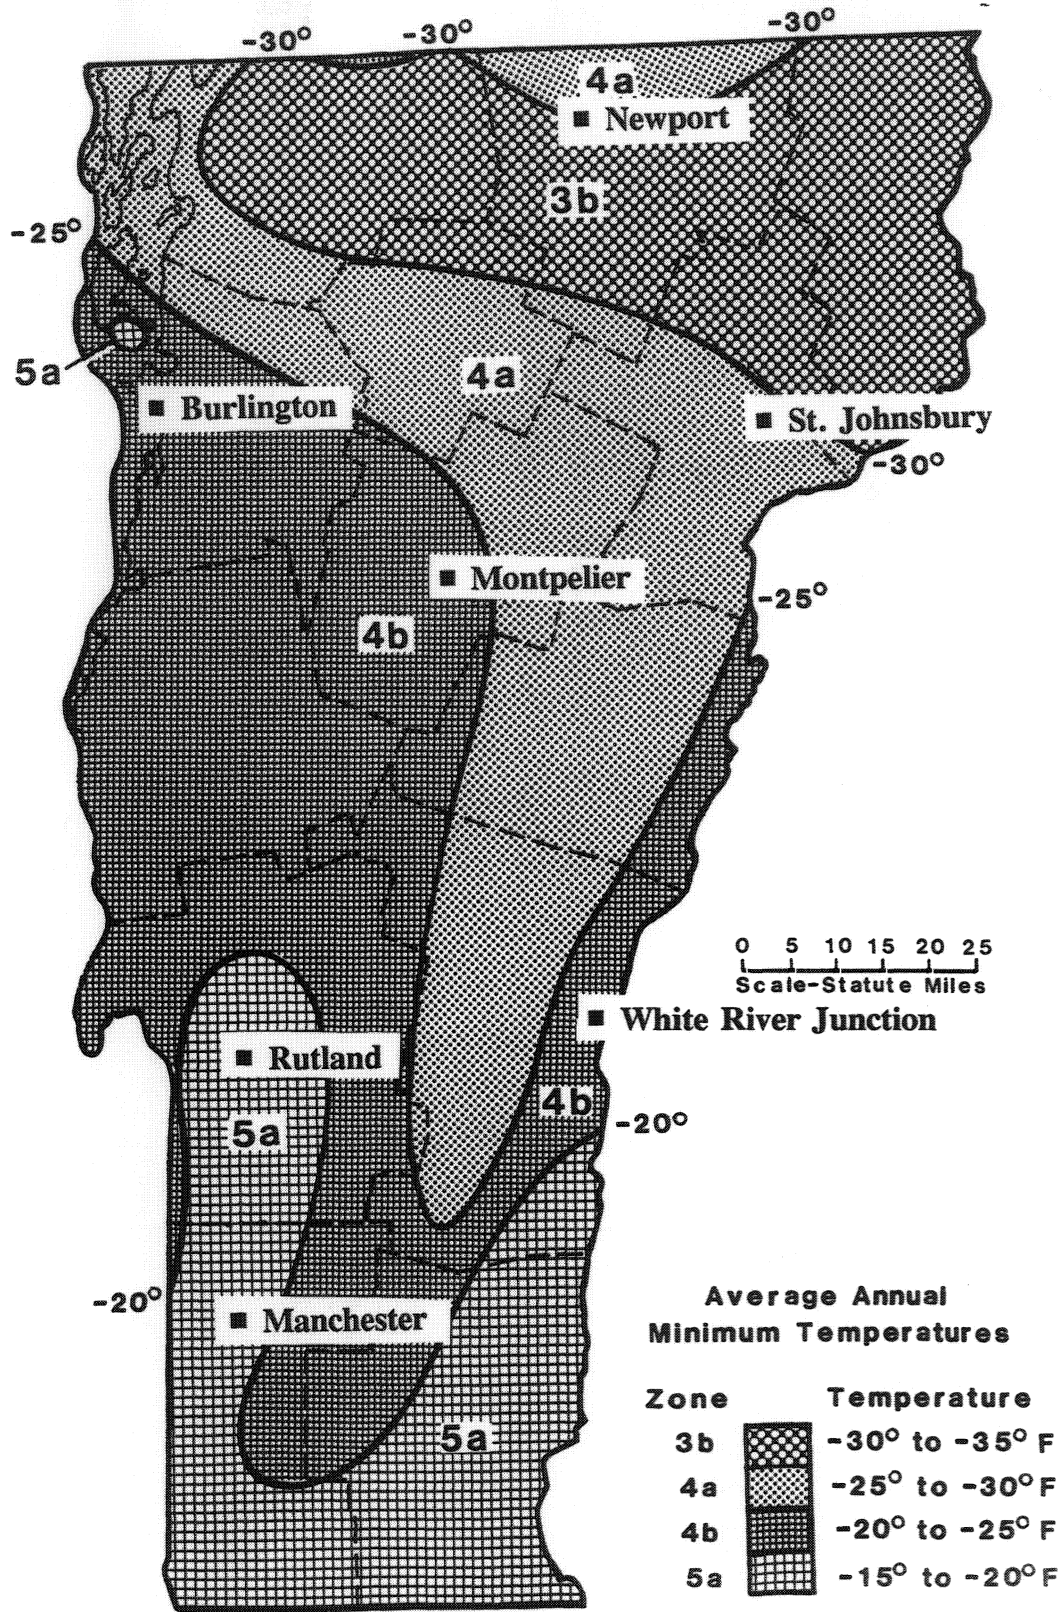 -30°
-30°
-30°
4a
Newport
3b
-25°
5a
4a
Burlington
St. Johnsbury
-30°
Montpelier
-25°
4b
0 5 10 15 20 25
Scale-Statute Miles
White River Junction
Rutland
4b
-20°
5a
-20°
Manchester
5a
Average Annual
Minimum Temperatures
Zone Temperature
3b -30° to -35° F
4a -25° to -30° F
4b -20° to -25° F
5a -15° to -20° F